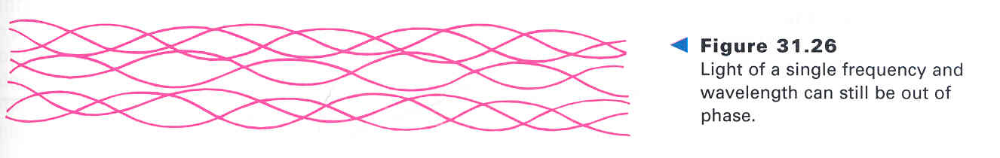 Figure 31.26
Light of a single frequency and
wavelength can still be out of
phase.